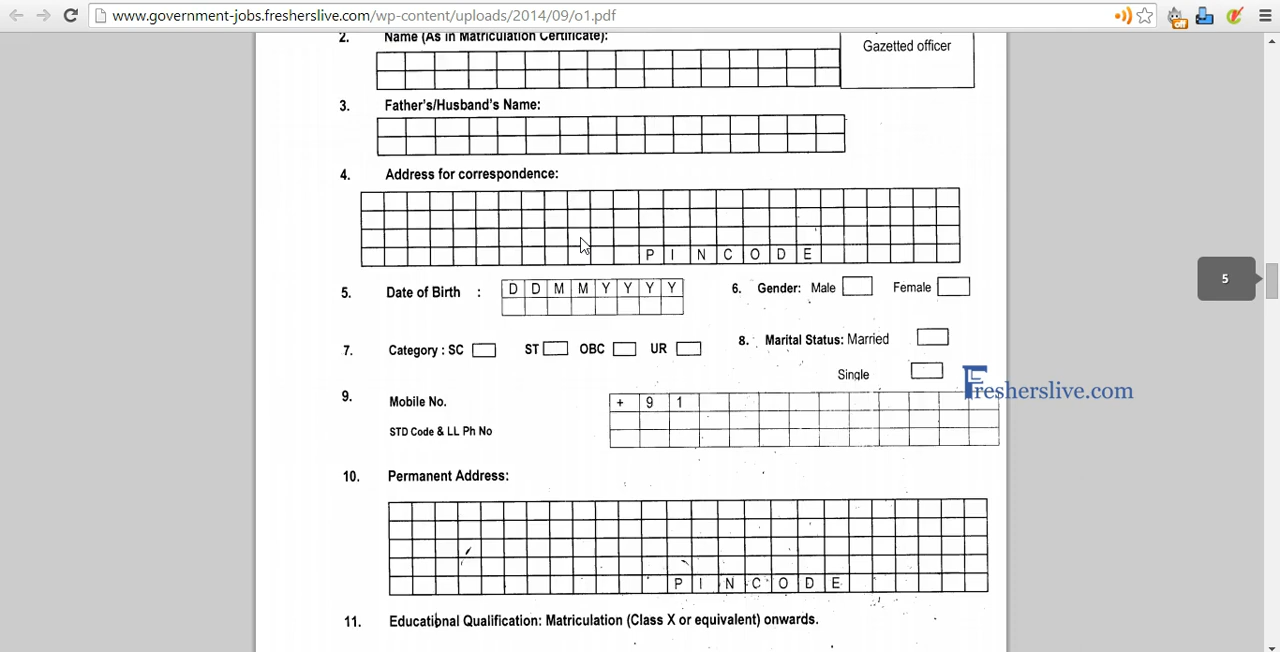 www.government-jobs.fresherslive.com/wp-content/uploads/2014/09/o1.pdf
off
2. Name (As in Matriculation Certificate):
Gazetted officer
3. Father's/Husband's Name:
4. Address for correspondence:
P I N C O D E
5. Date of Birth : D D M M Y Y Y Y 6. Gender: Male Female
5
7. Category : SC ST OBC UR 8. Marital Status: Married
Single
Fresherslive.com
9. Mobile No. + 9 1
STD Code & LL Ph No
10. Permanent Address:
P I N C O D E
11. Educational Qualification: Matriculation (Class X or equivalent) onwards.